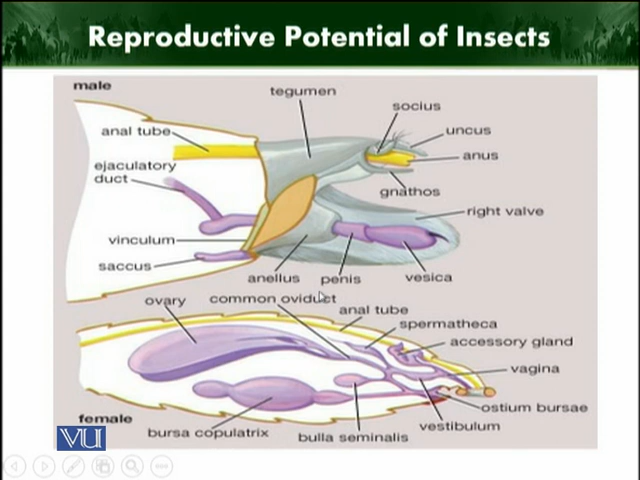 Reproductive Potential of Insects
male
tegumen
socius
anal tube
uncus
anus
ejaculatory
duct
gnathos
right valve
vinculum
saccus
anellus
penis
vesica
ovary
common oviduct
anal tube
spermatheca
accessory gland
vagina
ostium bursae
vestibulum
female
bursa copulatrix
bulla seminalis
VU